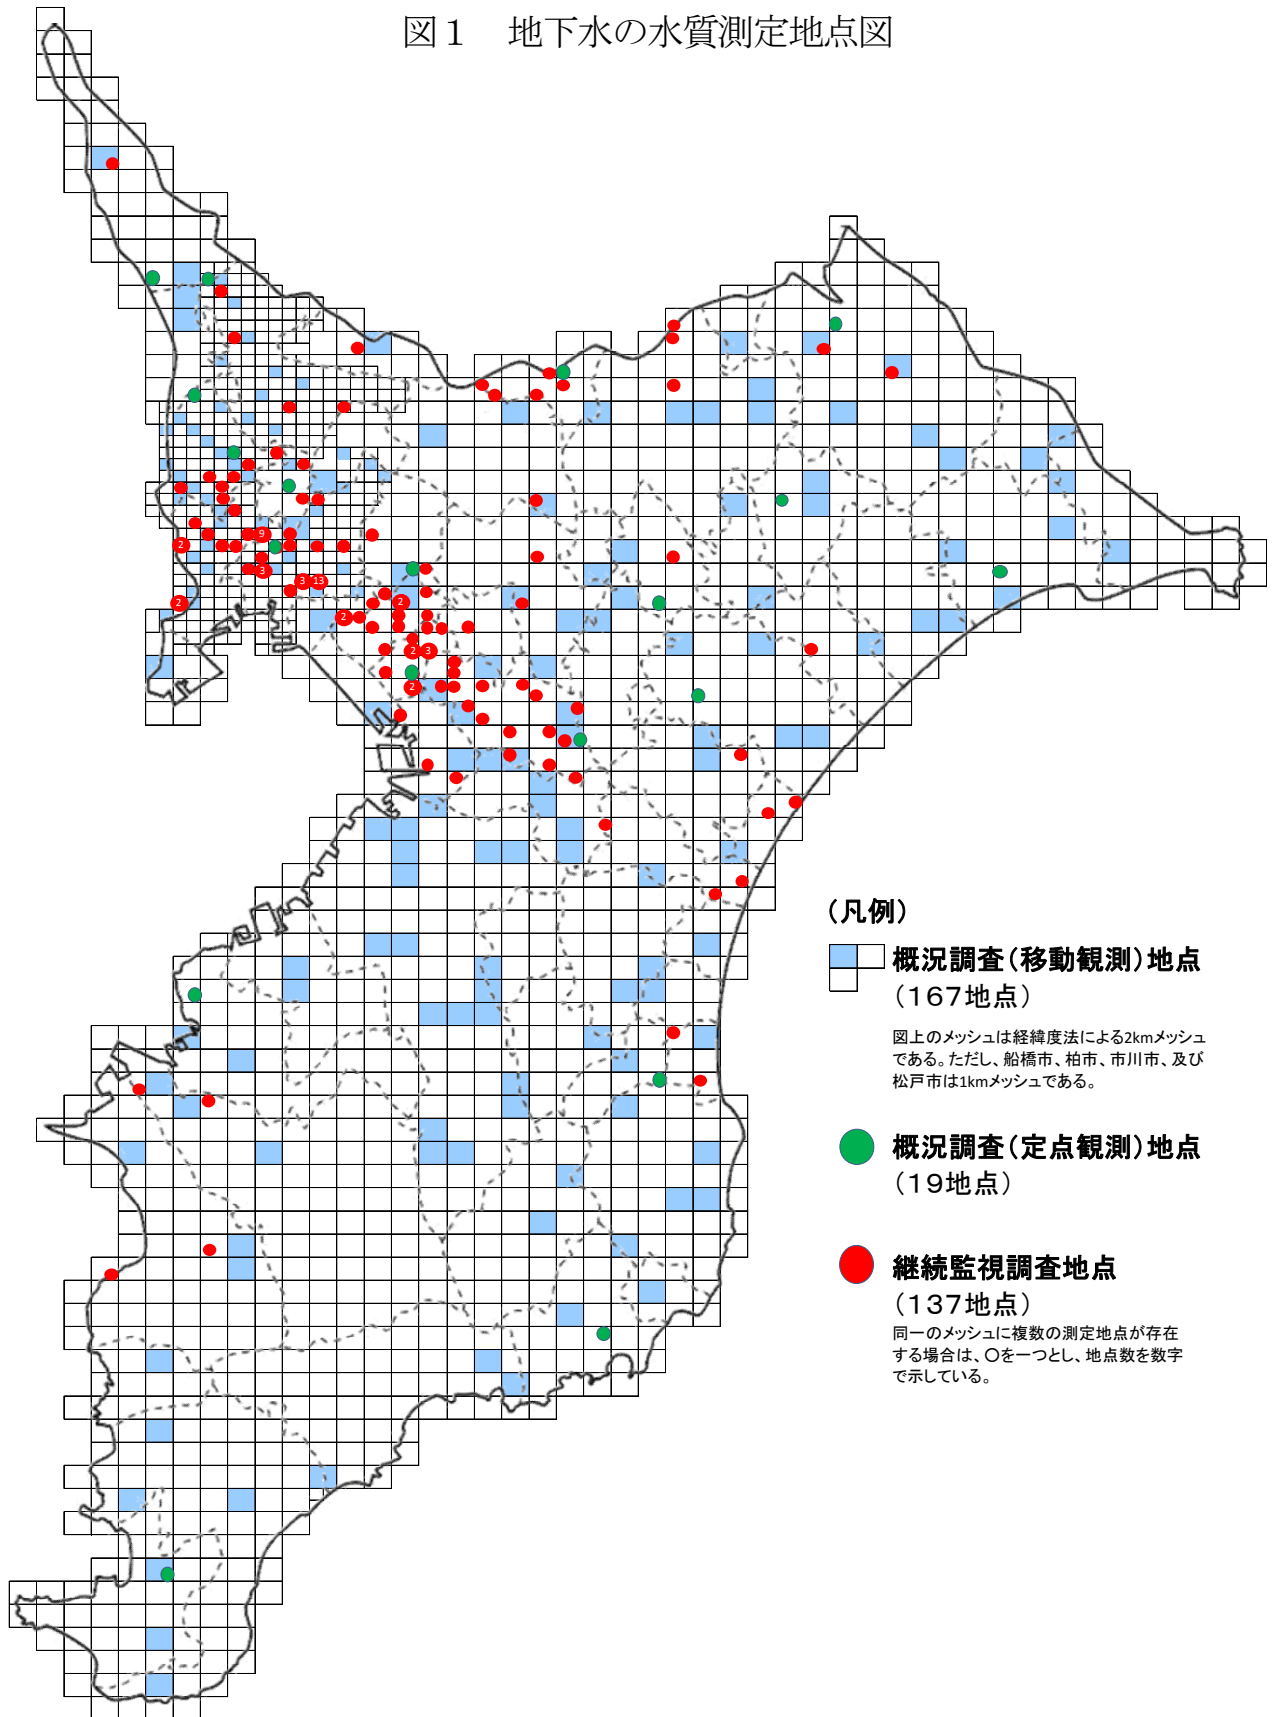 図１　地下水の水質測定地点図
9
2
3
3
13
2
2
2
2
3
2
（凡例）
概況調査（移動観測）地点
（１６７地点）
図上のメッシュは経緯度法による2kmメッシュ
である。ただし、船橋市、柏市、市川市、及び
松戸市は1kmメッシュである。
概況調査（定点観測）地点
（１９地点）
継続監視調査地点
（１３７地点）
同一のメッシュに複数の測定地点が存在
する場合は、〇を一つとし、地点数を数字
で示している。